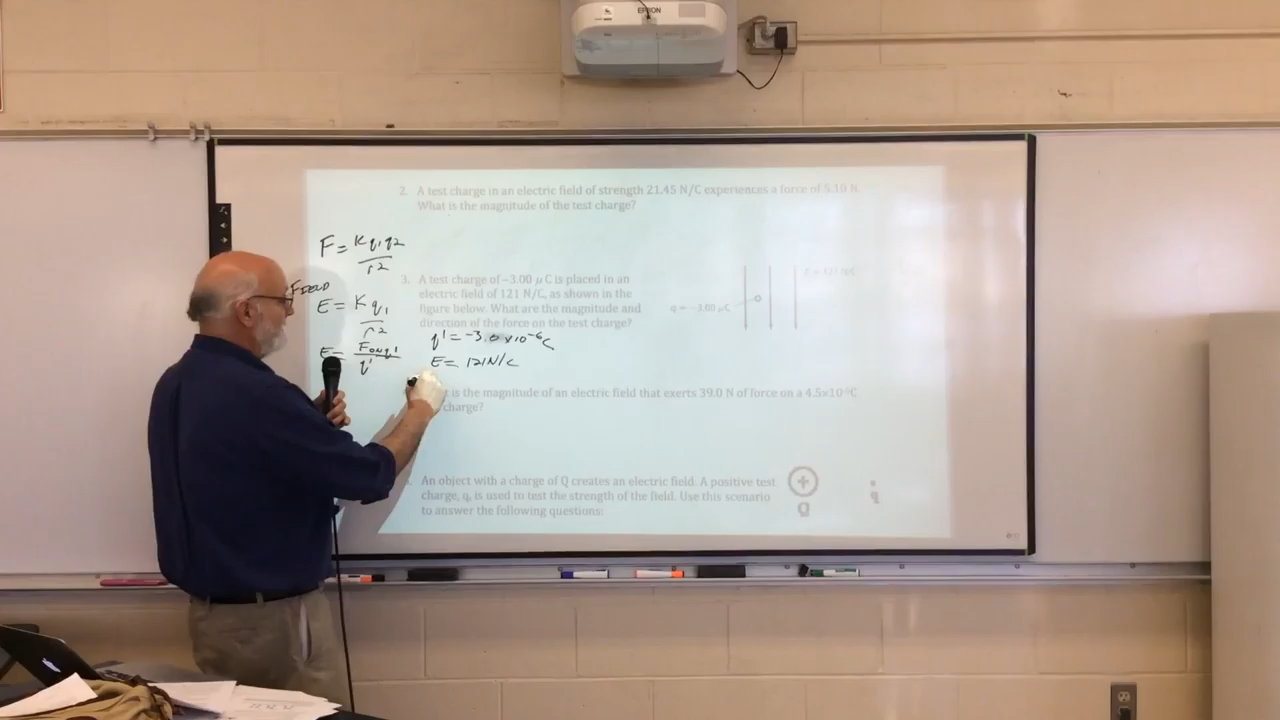 EPSON
2. A test charge in an electric field of strength 21.45 N/C experiences a force of 5.10 N.
What is the magnitude of the test charge?
F = Kq1q2
r2
FIELD
E = Kq1
r2
E = F on q'
q'
3. A test charge of −3.00 μC is placed in an
electric field of 121 N/C, as shown in the
figure below. What are the magnitude and
direction of the force on the test charge?
q = −3.00 μC
q' = -3.0 x10-6C
E = 121N/C
is the magnitude of an electric field that exerts 39.0 N of force on a
charge?
An object with a charge of Q creates an electric field. A positive test
charge, q, is used to test the strength of the field. Use this scenario
to answer the following questions:
+
Q
q